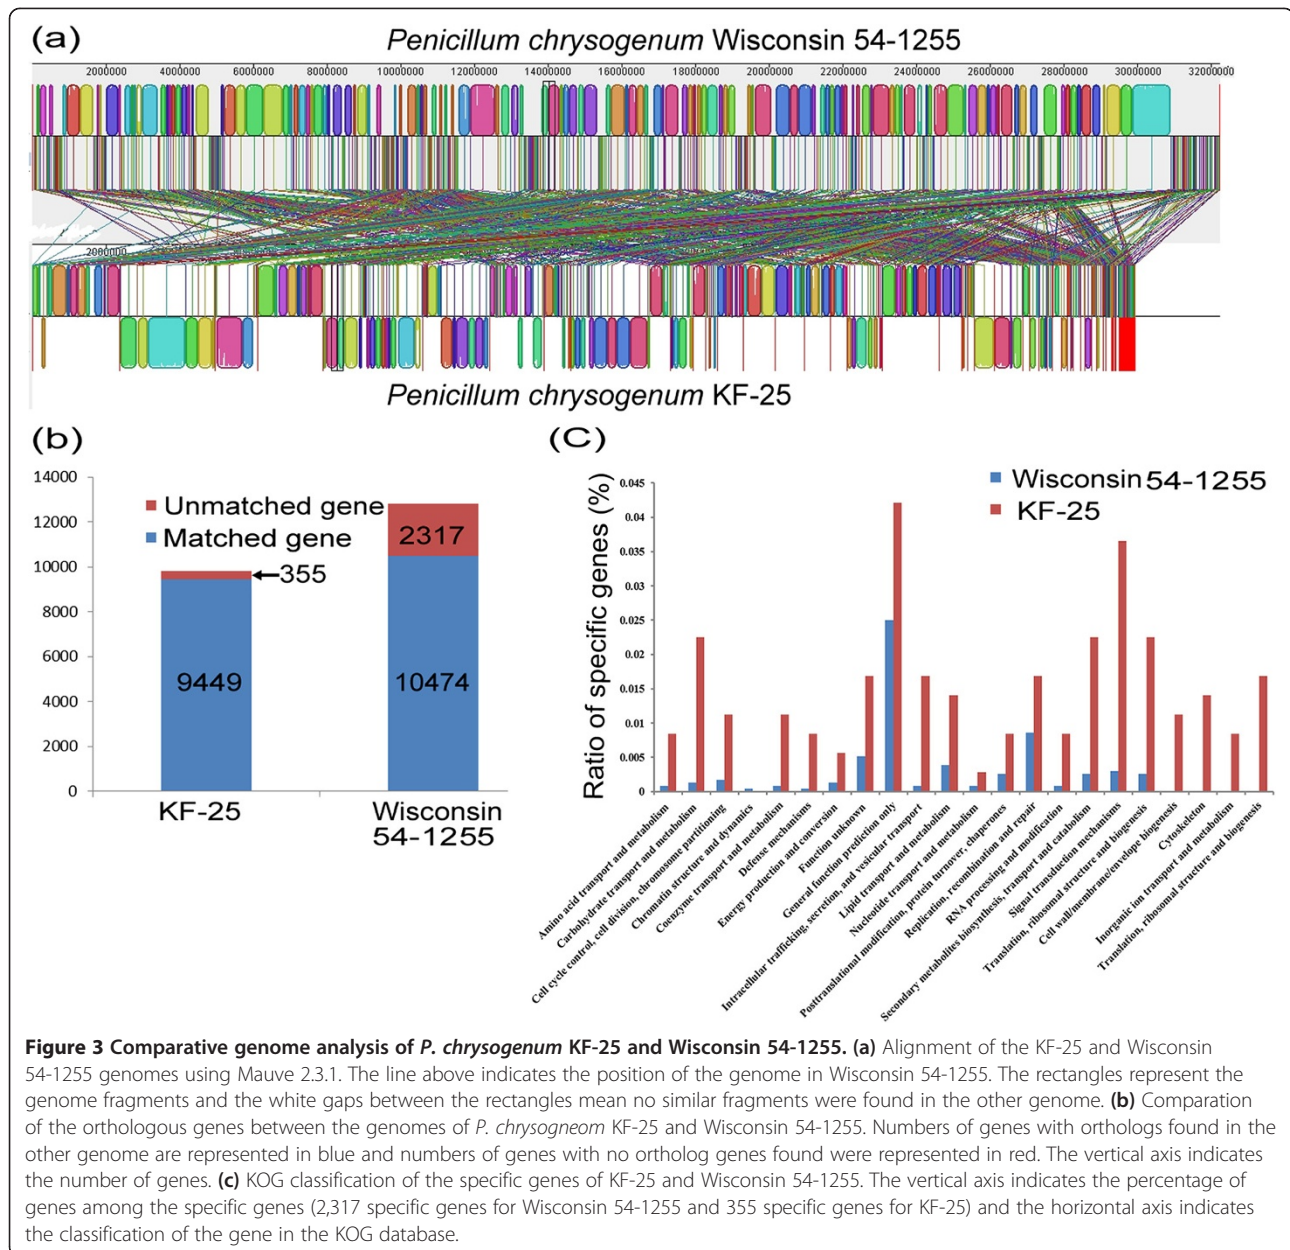 (a)
Penicillum chrysogenum Wisconsin 54-1255
2000000 4000000 6000000 8000000 10000000 12000000 14000000 16000000 18000000 20000000 22000000 24000000 26000000 28000000 30000000 32000000
2000000
Penicillum chrysogenum KF-25
(b)
14000
12000
10000
8000
6000
4000
2000
0
Unmatched gene
Matched gene
2317
355
9449
10474
KF-25
Wisconsin
54-1255
(C)
Ratio of specific genes (%)
0.045
0.04
0.035
0.03
0.025
0.02
0.015
0.01
0.005
0
Wisconsin 54-1255
KF-25
Amino acid transport and metabolism
Carbohydrate transport and metabolism
Cell cycle control, cell division, chromosome partitioning
Chromatin structure and dynamics
Coenzyme transport and metabolism
Defense mechanisms
Energy production and conversion
Function unknown
General function prediction only
Intracellular trafficking, secretion, and vesicular transport
Lipid transport and metabolism
Nucleotide transport and metabolism
Posttranslational modification, protein turnover, chaperones
Replication, recombination and repair
RNA processing and modification
Secondary metabolites biosynthesis, transport and catabolism
Signal transduction mechanisms
Translation, ribosomal structure and biogenesis
Cell wall/membrane/envelope biogenesis
Cytoskeleton
Inorganic ion transport and metabolism
Translation, ribosomal structure and biogenesis
Figure 3 Comparative genome analysis of P. chrysogenum KF-25 and Wisconsin 54-1255. (a) Alignment of the KF-25 and Wisconsin
54-1255 genomes using Mauve 2.3.1. The line above indicates the position of the genome in Wisconsin 54-1255. The rectangles represent the
genome fragments and the white gaps between the rectangles mean no similar fragments were found in the other genome. (b) Comparation
of the orthologous genes between the genomes of P. chrysogneom KF-25 and Wisconsin 54-1255. Numbers of genes with orthologs found in the
other genome are represented in blue and numbers of genes with no ortholog genes found were represented in red. The vertical axis indicates
the number of genes. (c) KOG classification of the specific genes of KF-25 and Wisconsin 54-1255. The vertical axis indicates the percentage of
genes among the specific genes (2,317 specific genes for Wisconsin 54-1255 and 355 specific genes for KF-25) and the horizontal axis indicates
the classification of the gene in the KOG database.